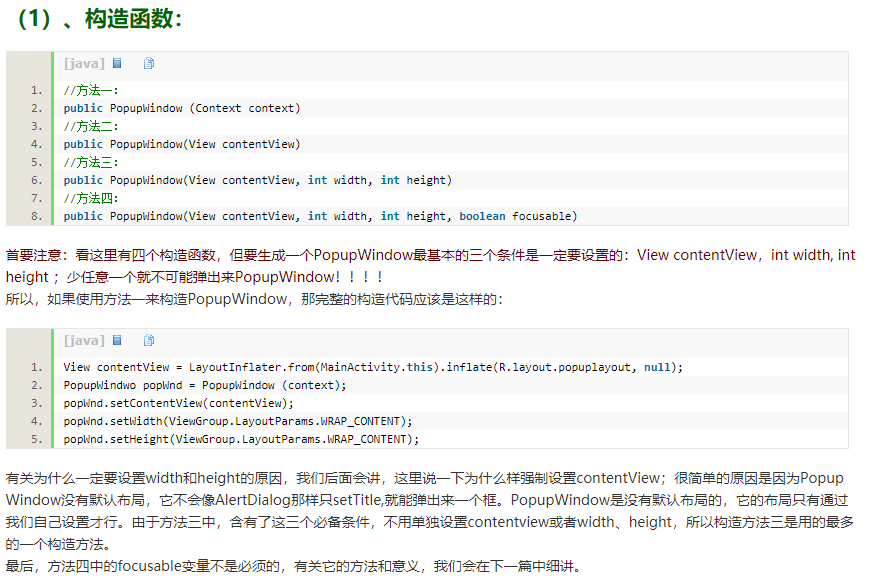 （1）、构造函数：
[java]
1. //方法一：
2. public PopupWindow (Context context)
3. //方法二：
4. public PopupWindow(View contentView)
5. //方法三：
6. public PopupWindow(View contentView, int width, int height)
7. //方法四：
8. public PopupWindow(View contentView, int width, int height, boolean focusable)
首要注意：看这里有四个构造函数，但要生成一个PopupWindow最基本的三个条件是一定要设置的：View contentView，int width, int
height ；少任意一个就不可能弹出来PopupWindow！！！！
所以，如果使用方法一来构造PopupWindow，那完整的构造代码应该是这样的：
[java]
1. View contentView = LayoutInflater.from(MainActivity.this).inflate(R.layout.popuplayout, null);
2. PopupWindwo popWnd = PopupWindow (context);
3. popWnd.setContentView(contentView);
4. popWnd.setWidth(ViewGroup.LayoutParams.WRAP_CONTENT);
5. popWnd.setHeight(ViewGroup.LayoutParams.WRAP_CONTENT);
有关为什么一定要设置width和height的原因，我们后面会讲，这里说一下为什么样强制设置contentView；很简单的原因是因为Popup
Window没有默认布局，它不会像AlertDialog那样只setTitle,就能弹出来一个框。PopupWindow是没有默认布局的，它的布局只有通过
我们自己设置才行。由于方法三中，含有了这三个必备条件，不用单独设置contentview或者width、height，所以构造方法三是用的最多
的一个构造方法。
最后，方法四中的focusable变量不是必须的，有关它的方法和意义，我们会在下一篇中细讲。